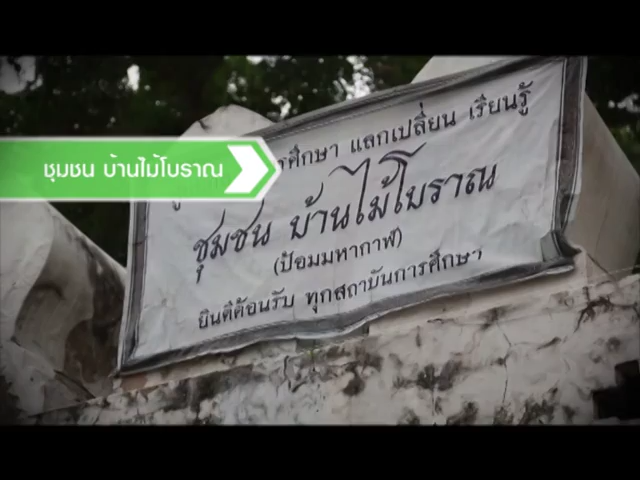 ชุมชน บ้านไม้โบราณ
ศึกษา แลกเปลี่ยน เรียนรู้
ชุมชน บ้านไม้โบราณ
(ป้อมมหากาฬ)
ยินดีต้อนรับ ทุกสถาบันการศึกษา